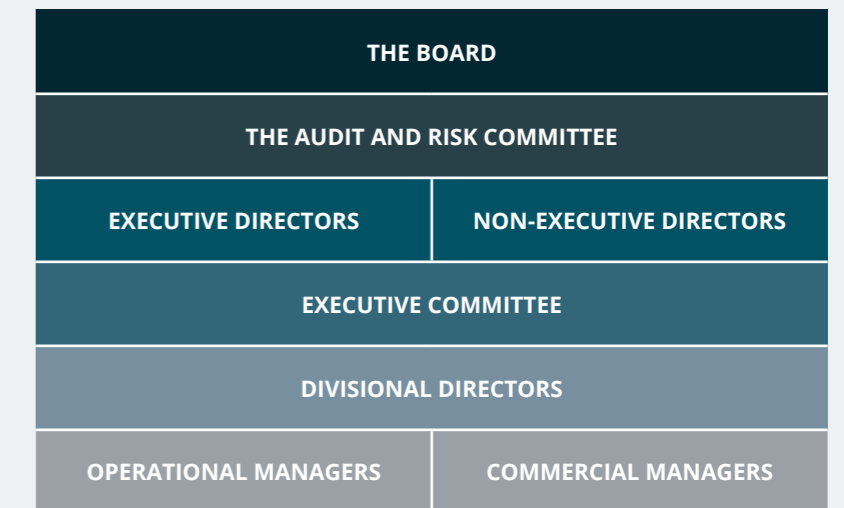 THE BOARD
THE AUDIT AND RISK COMMITTEE
EXECUTIVE DIRECTORS
NON-EXECUTIVE DIRECTORS
EXECUTIVE COMMITTEE
DIVISIONAL DIRECTORS
OPERATIONAL MANAGERS
COMMERCIAL MANAGERS